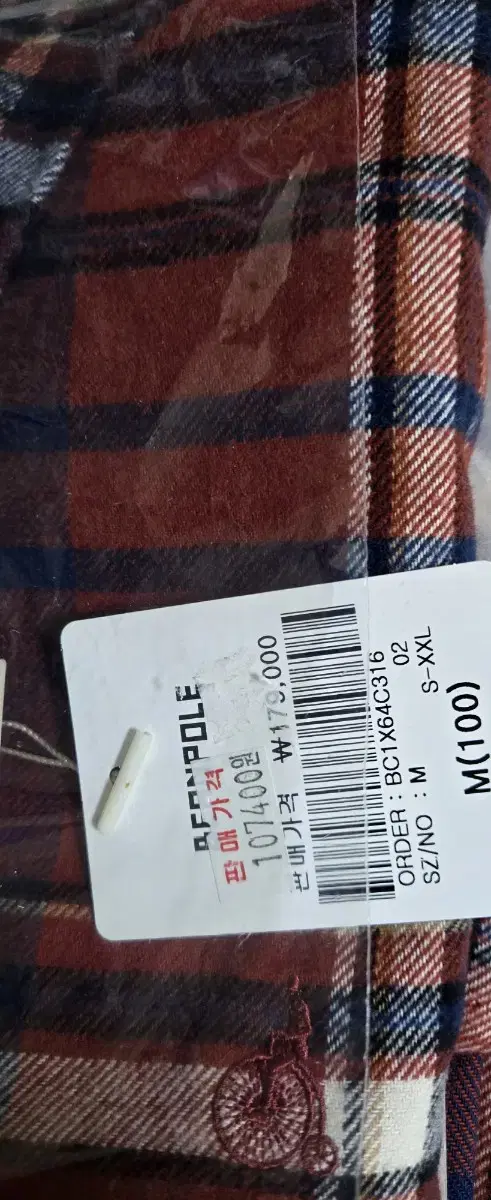 BEANPOLE
판매가격
107400원
판매가격 ₩179,000
ORDER : BC1X64C316
02
SZ/NO : M
S-XXL
M(100)